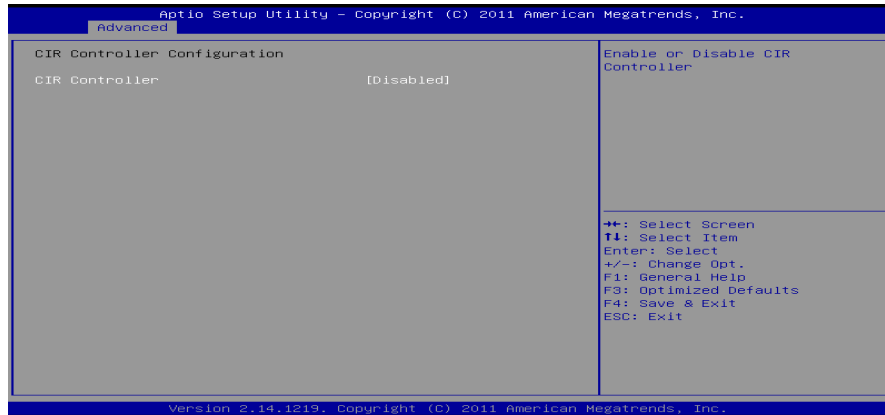 Aptio Setup Utility – Copyright (C) 2011 American Megatrends, Inc.
Advanced
CIR Controller Configuration
CIR Controller [Disabled]
Enable or Disable CIR
Controller
→←: Select Screen
↑↓: Select Item
Enter: Select
+/-: Change Opt.
F1: General Help
F3: Optimized Defaults
F4: Save & Exit
ESC: Exit
Version 2.14.1219. Copyright (C) 2011 American Megatrends, Inc.